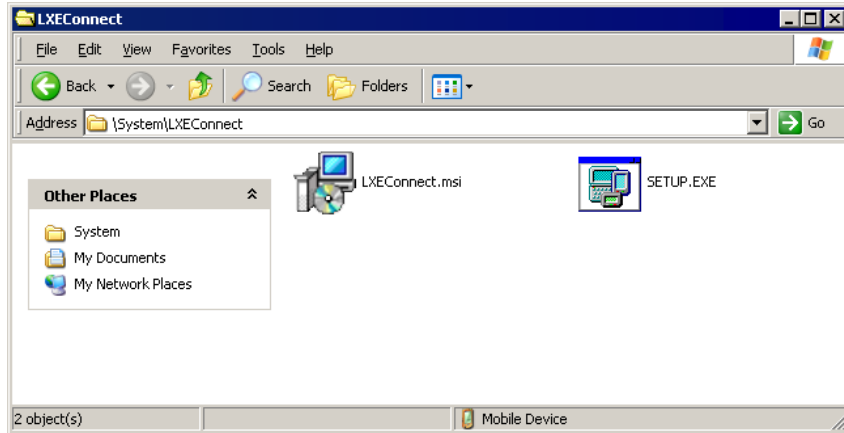 LXEConnect
File Edit View Favorites Tools Help
Back Search Folders
Address \System\LXEConnect Go
Other Places
System
My Documents
My Network Places
LXEConnect.msi
SETUP.EXE
2 object(s) Mobile Device